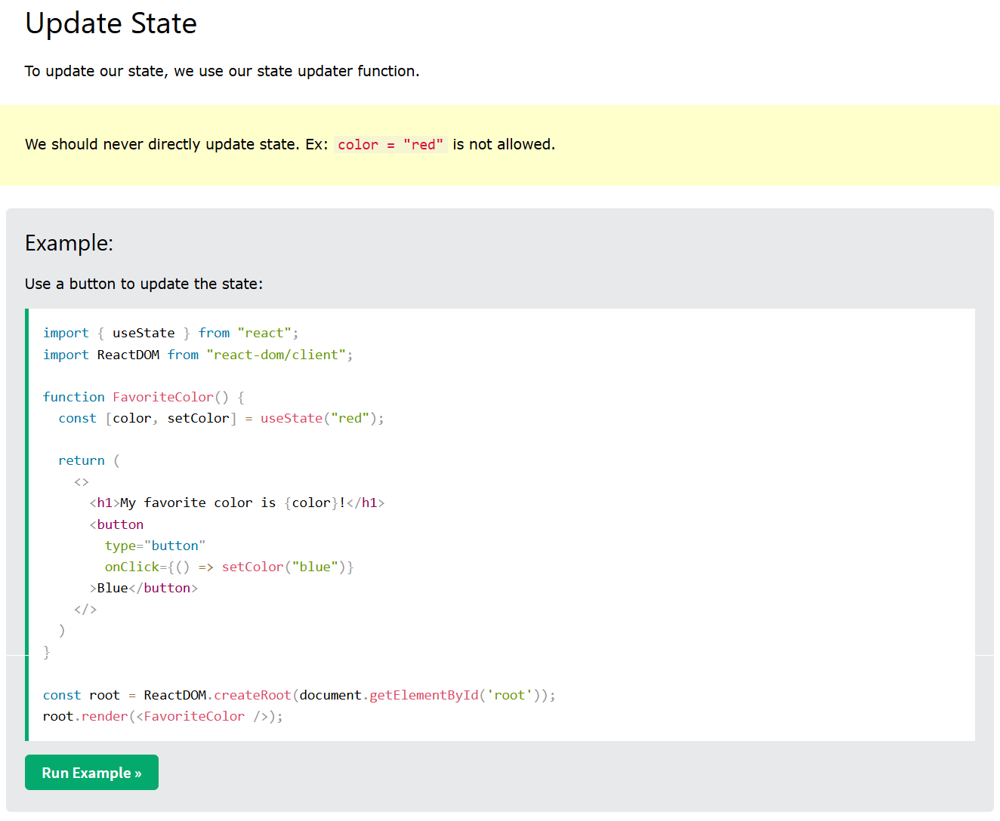 Update State
To update our state, we use our state updater function.
We should never directly update state. Ex: color = "red" is not allowed.
Example:
Use a button to update the state:
import { useState } from "react";
import ReactDOM from "react-dom/client";
function FavoriteColor() {
  const [color, setColor] = useState("red");
  return (
    <>
      <h1>My favorite color is {color}!</h1>
      <button
        type="button"
        onClick={() => setColor("blue")}
      >Blue</button>
    </>
  )
}
const root = ReactDOM.createRoot(document.getElementById('root'));
root.render(<FavoriteColor />);
Run Example »